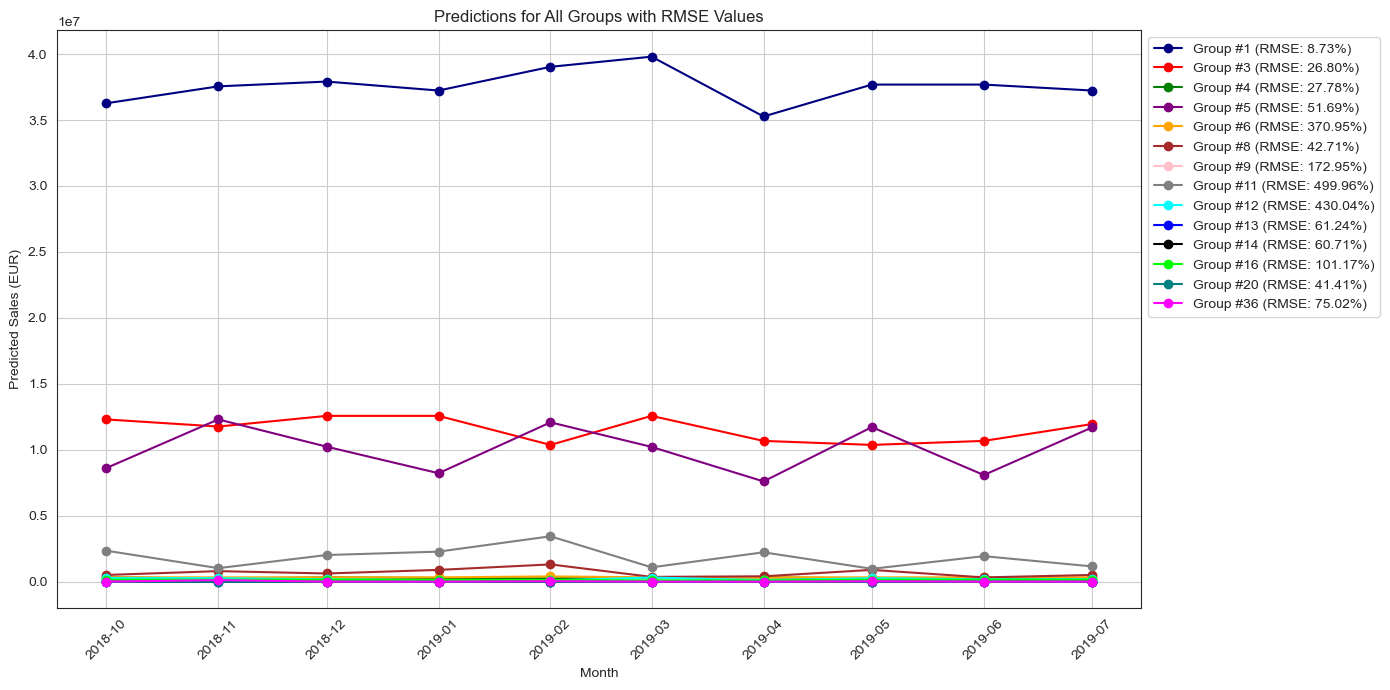 Predictions for All Groups with RMSE Values
1e7
4.0
3.5
3.0
2.5
2.0
1.5
1.0
0.5
0.0
Predicted Sales (EUR)
2018-10
2018-11
2018-12
2019-01
2019-02
2019-03
2019-04
2019-05
2019-06
2019-07
Month
Group #1 (RMSE: 8.73%)
Group #3 (RMSE: 26.80%)
Group #4 (RMSE: 27.78%)
Group #5 (RMSE: 51.69%)
Group #6 (RMSE: 370.95%)
Group #8 (RMSE: 42.71%)
Group #9 (RMSE: 172.95%)
Group #11 (RMSE: 499.96%)
Group #12 (RMSE: 430.04%)
Group #13 (RMSE: 61.24%)
Group #14 (RMSE: 60.71%)
Group #16 (RMSE: 101.17%)
Group #20 (RMSE: 41.41%)
Group #36 (RMSE: 75.02%)